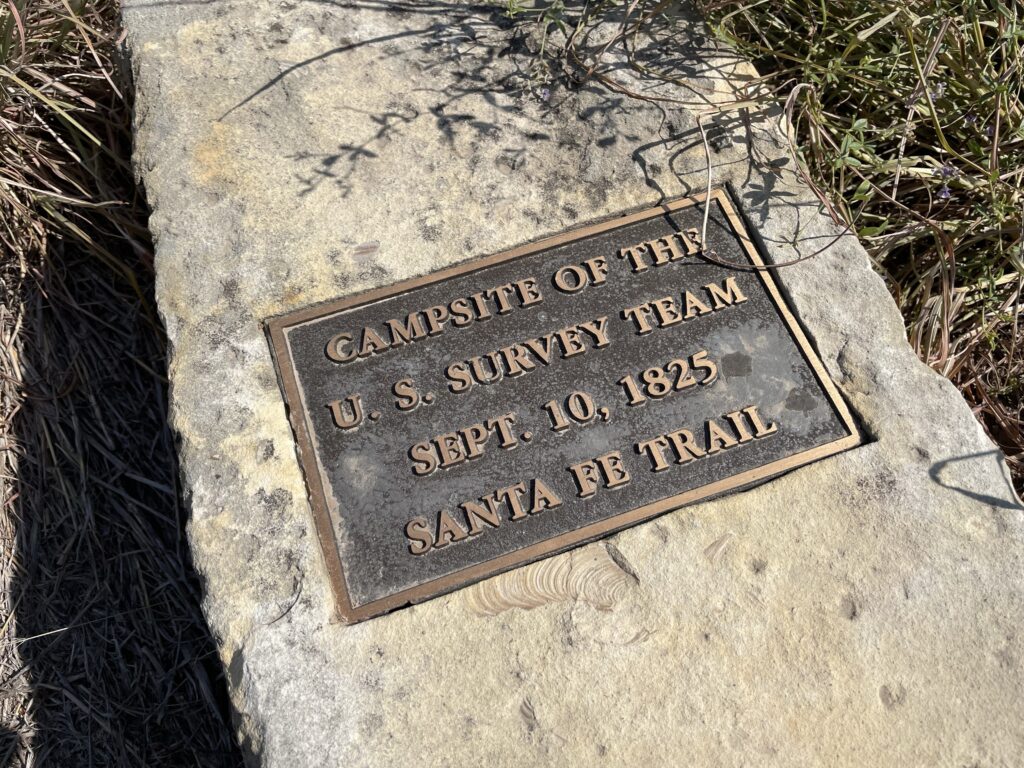 CAMPSITE OF THE
U. S. SURVEY TEAM
SEPT. 10, 1825
SANTA FE TRAIL